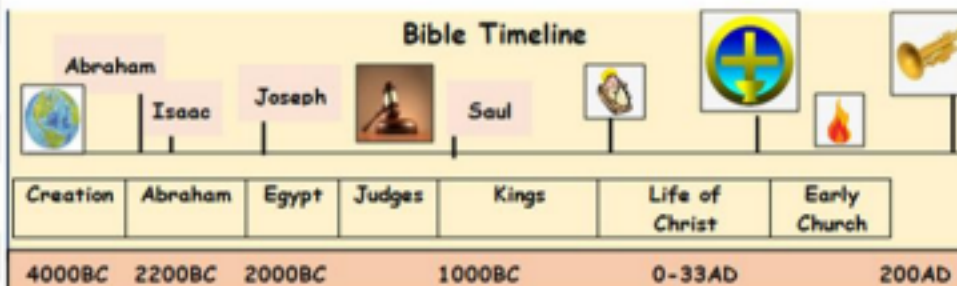 Bible Timeline
Abraham
Isaac
Joseph
Saul
Creation
Abraham
Egypt
Judges
Kings
Life of
Christ
Early
Church
4000BC 2200BC 2000BC 1000BC 0-33AD 200AD